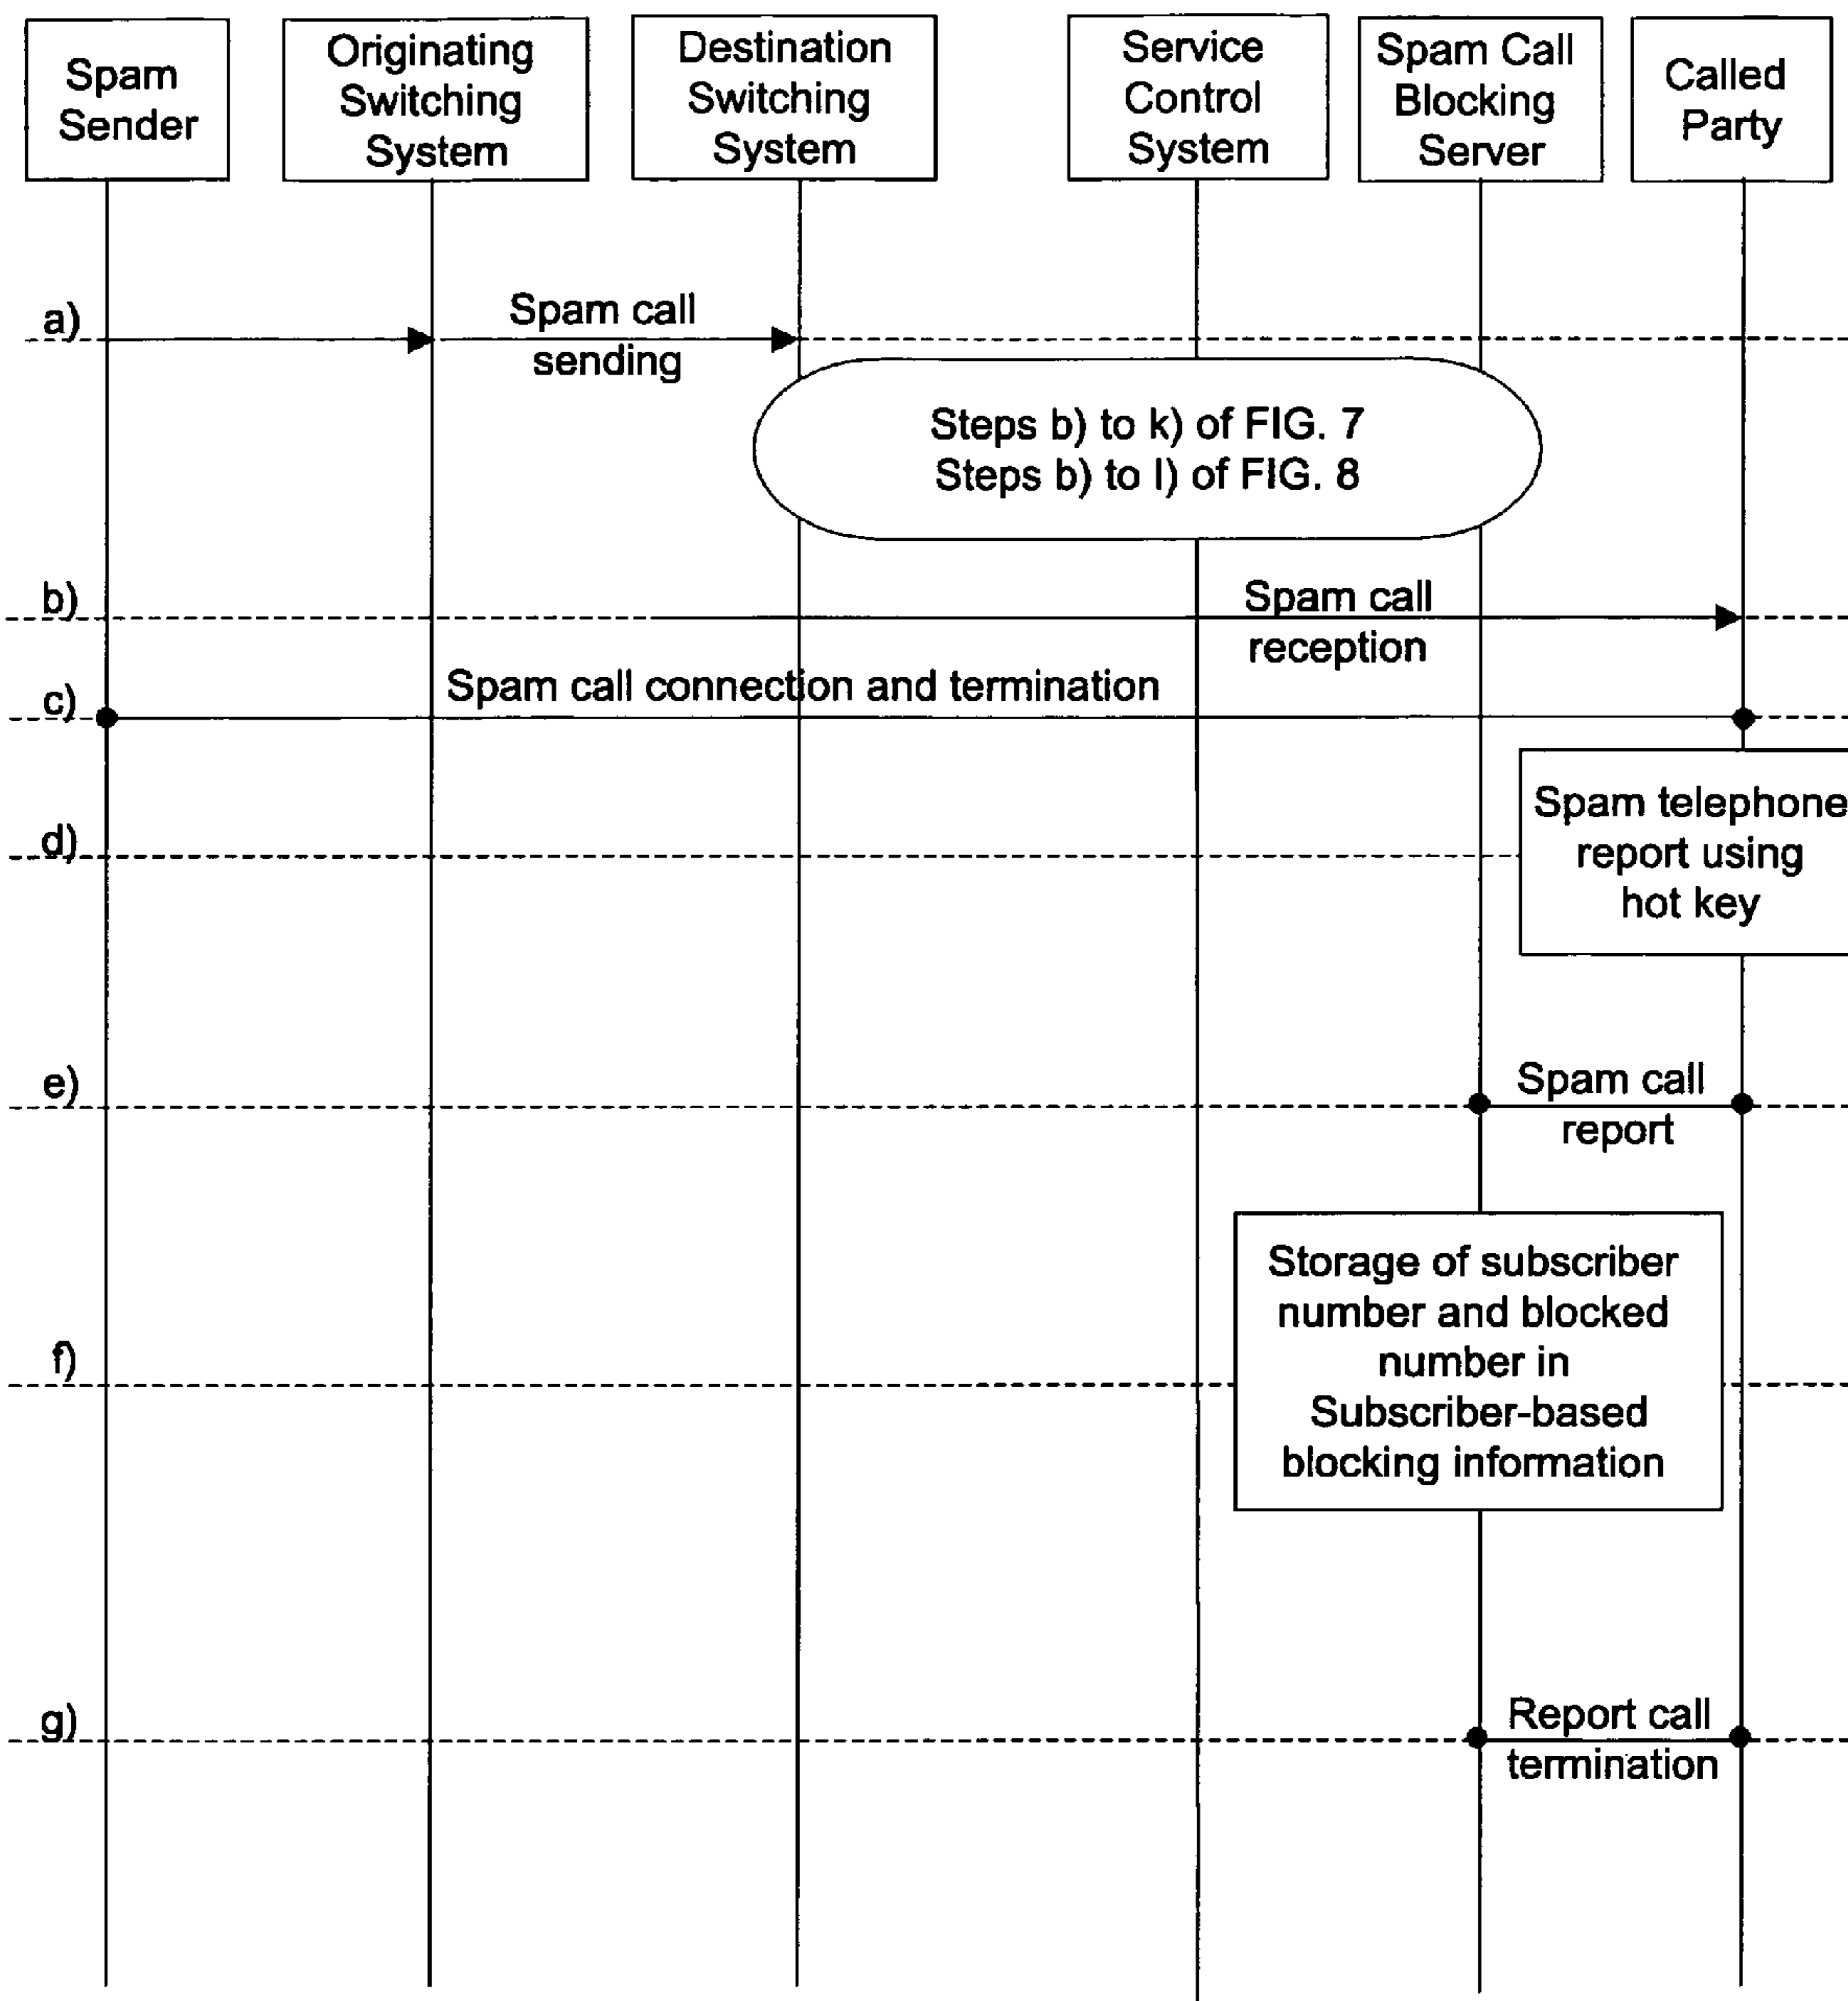 Spam
Sender
Originating
Switching
System
Destination
Switching
System
Service
Control
System
Spam Call
Blocking
Server
Called
Party
a)
Spam call
sending
Steps b) to k) of FIG. 7
Steps b) to l) of FIG. 8
b)
Spam call
reception
c)
Spam call connection and termination
d)
Spam telephone
report using
hot key
e)
Spam call
report
Storage of subscriber
number and blocked
number in
Subscriber-based
blocking information
f)
g)
Report call
termination